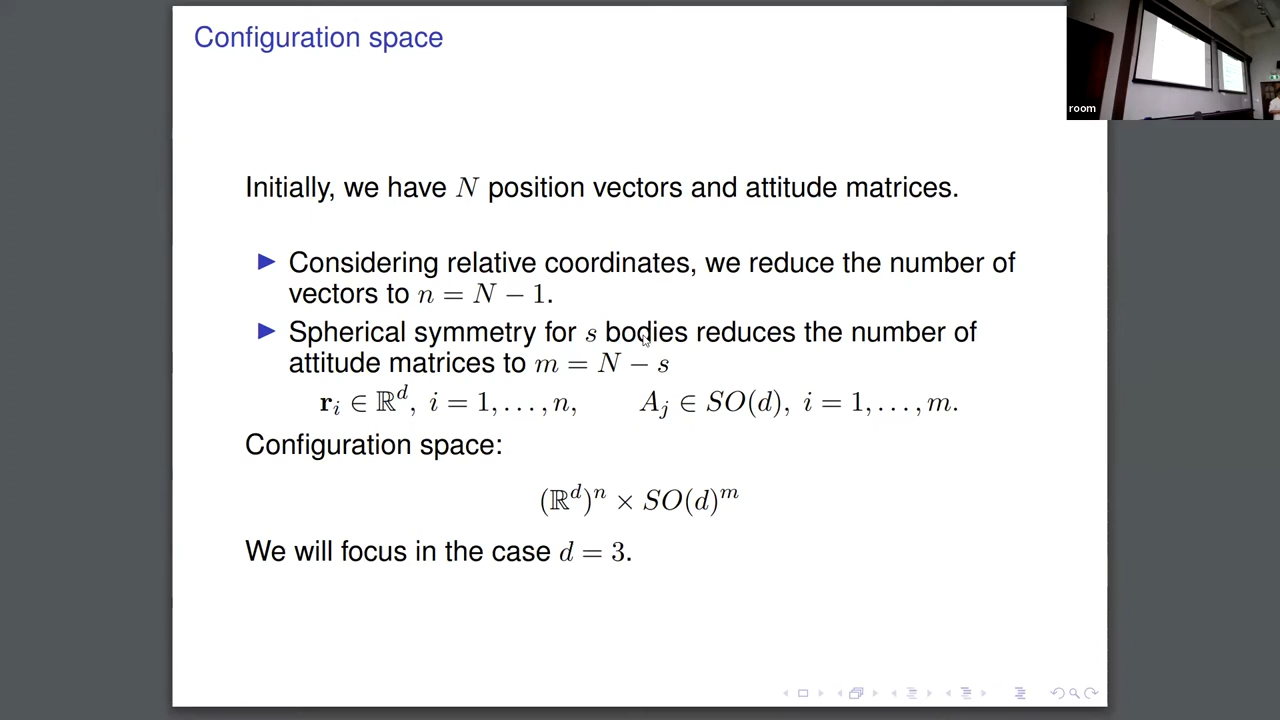 Configuration space
room
Initially, we have N position vectors and attitude matrices.
▶ Considering relative coordinates, we reduce the number of
vectors to n = N − 1.
▶ Spherical symmetry for s bodies reduces the number of
attitude matrices to m = N − s
r_i ∈ ℝ^d, i = 1, . . . , n, A_j ∈ SO(d), i = 1, . . . , m.
Configuration space:
(ℝ^d)^n × SO(d)^m
We will focus in the case d = 3.